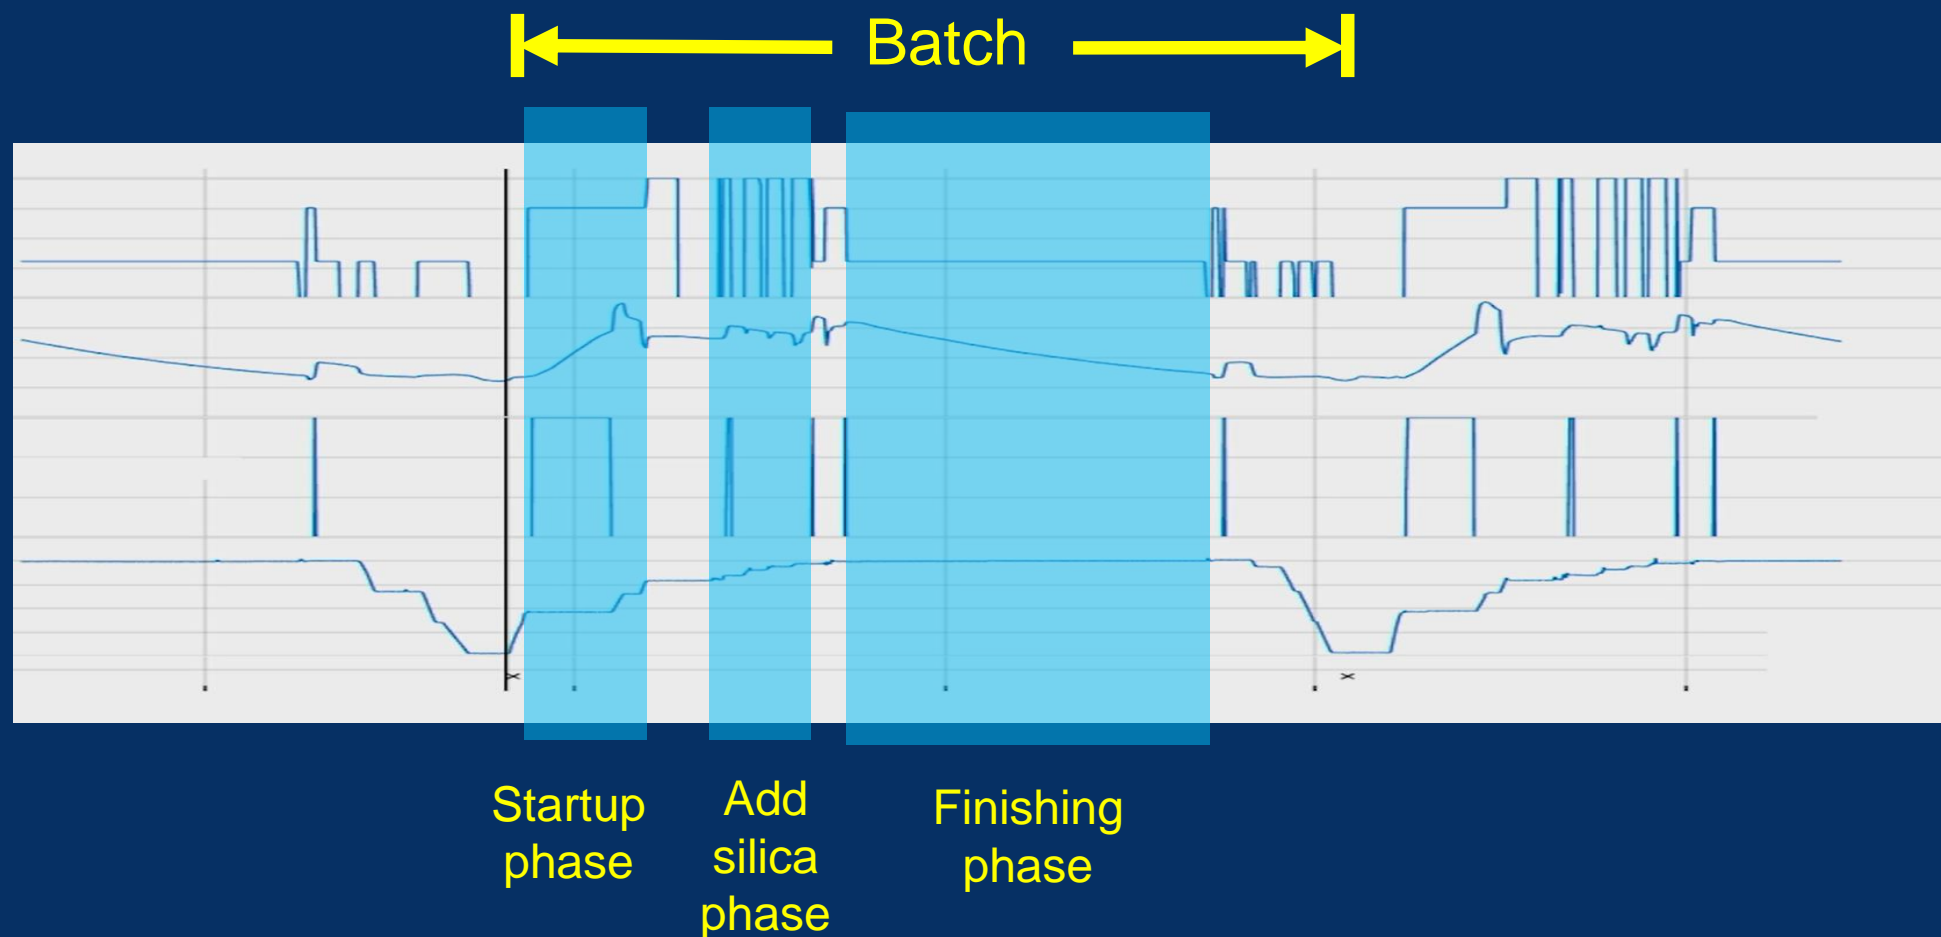 Batch
Startup
phase
Add
silica
phase
Finishing
phase